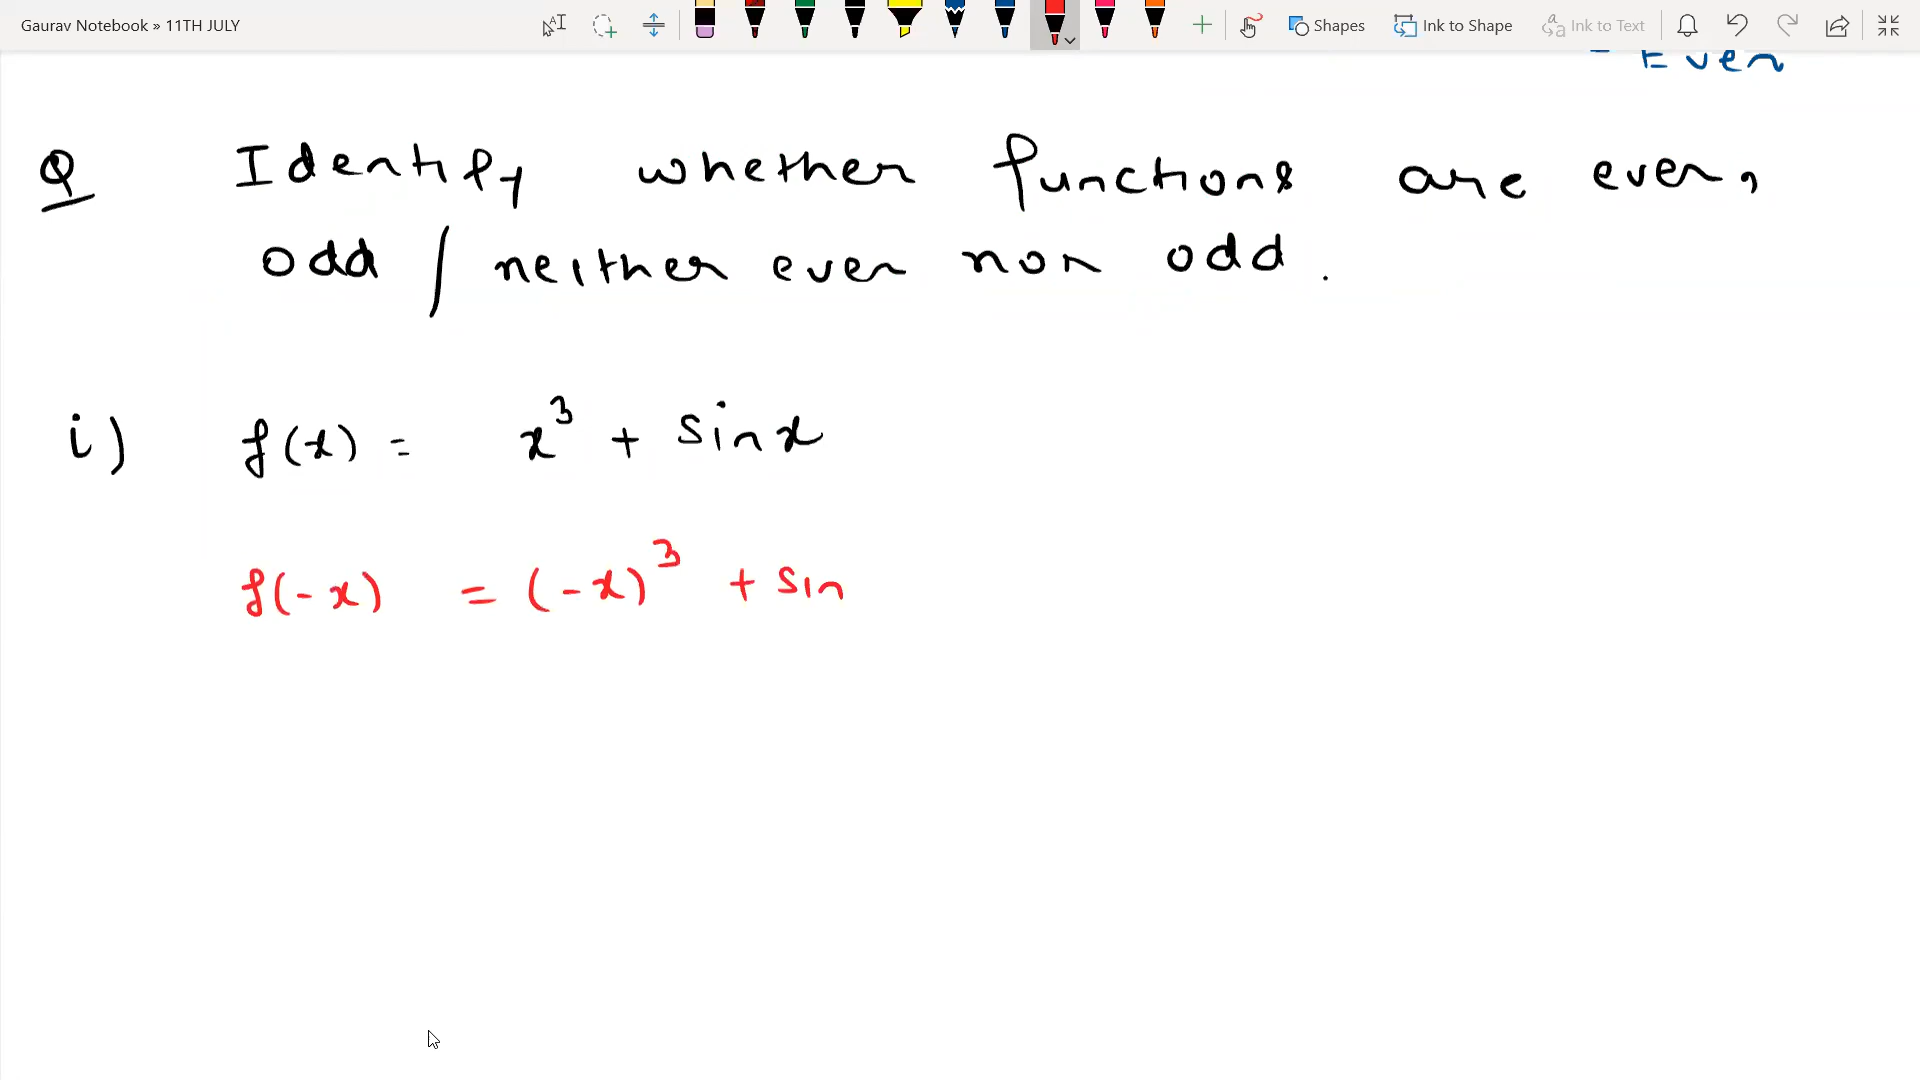 Gaurav Notebook » 11TH JULY
Shapes Ink to Shape Ink to Text
Even
Q Identify whether functions are even,
odd / neither even nor odd.
i) f(x) = x³ + sinx
f(-x) = (-x)³ + sin